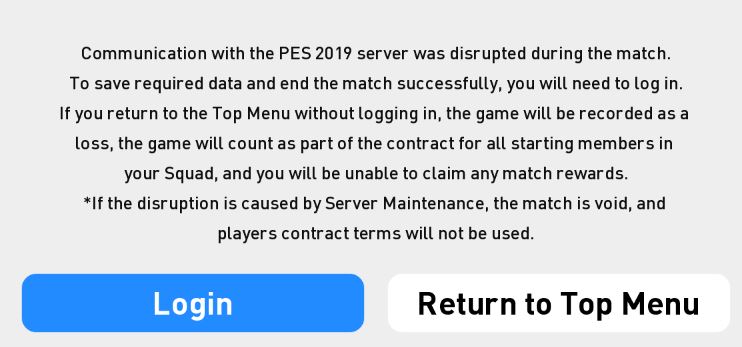 Communication with the PES 2019 server was disrupted during the match.
To save required data and end the match successfully, you will need to log in.
If you return to the Top Menu without logging in, the game will be recorded as a
loss, the game will count as part of the contract for all starting members in
your Squad, and you will be unable to claim any match rewards.
*If the disruption is caused by Server Maintenance, the match is void, and
players contract terms will not be used.
Login
Return to Top Menu